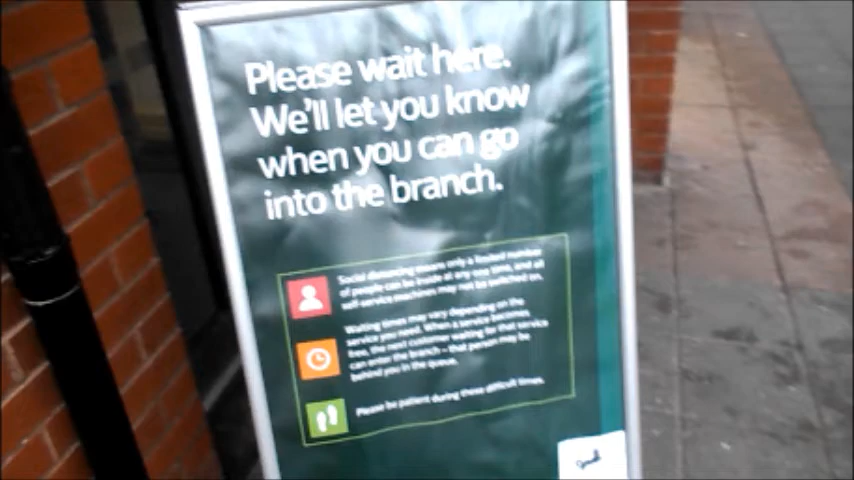 Please wait here.
We'll let you know
when you can go
into the branch.
Social distancing means only a limited number
of people can be inside at any one time, and all
self-service machines may not be switched on.
Waiting times may vary depending on the
service you need. When a service becomes
free, the next customer waiting for that service
can enter the branch – that person may be
behind you in the queue.
Please be patient during these difficult times.